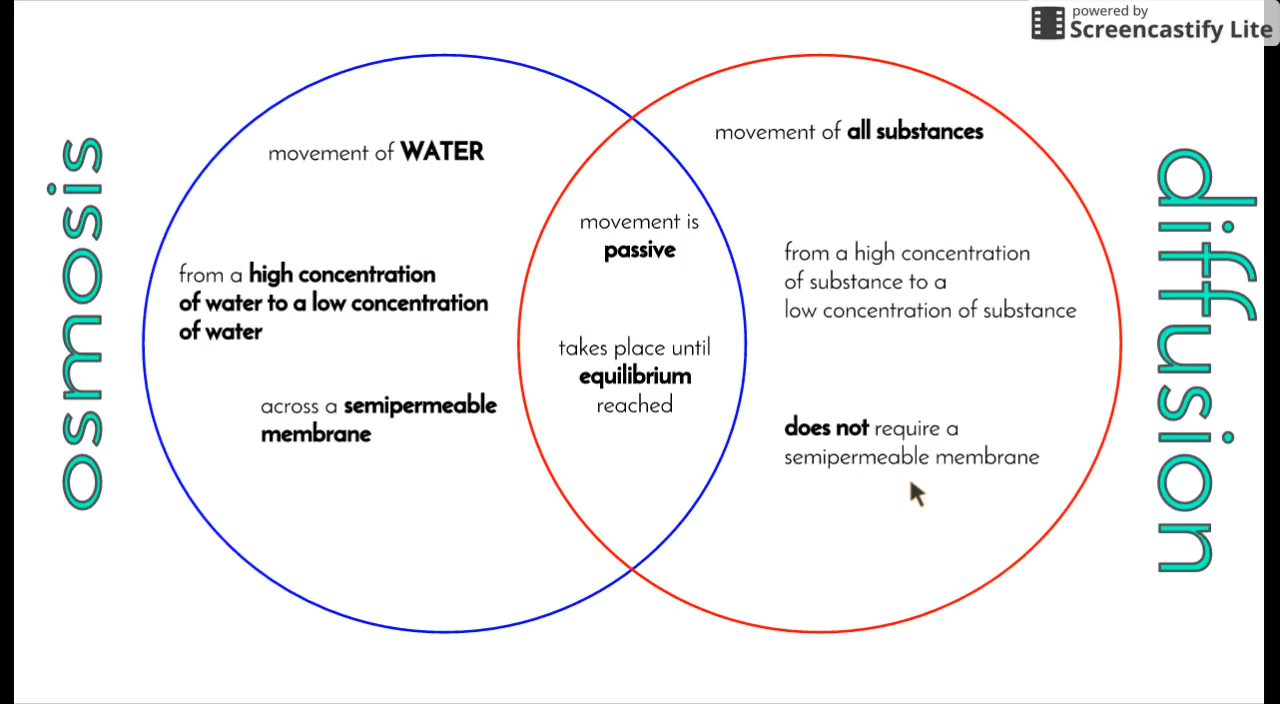 powered by
Screencastify Lite
osmosis
movement of WATER
from a high concentration
of water to a low concentration
of water
across a semipermeable
membrane
movement is
passive
takes place until
equilibrium
reached
movement of all substances
from a high concentration
of substance to a
low concentration of substance
does not require a
semipermeable membrane
diffusion